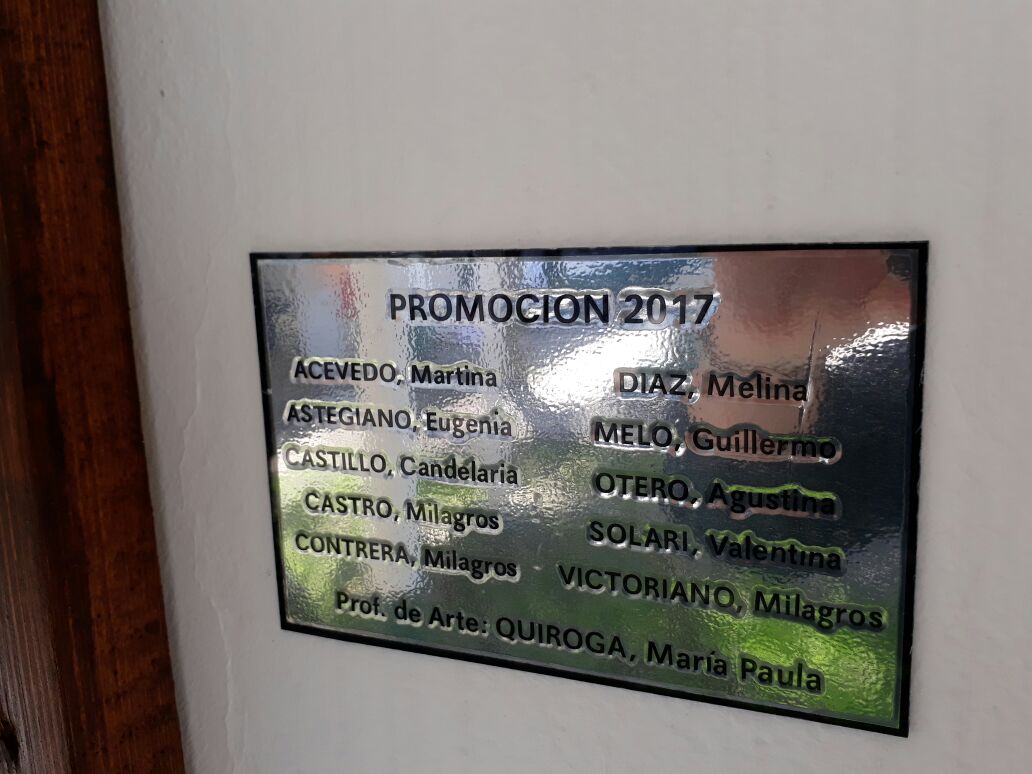 PROMOCION 2017
ACEVEDO, Martina
ASTEGIANO, Eugenia
CASTILLO, Candelaria
CASTRO, Milagros
CONTRERA, Milagros
DIAZ, Melina
MELO, Guillermo
OTERO, Agustina
SOLARI, Valentina
VICTORIANO, Milagros
Prof. de Arte: QUIROGA, María Paula